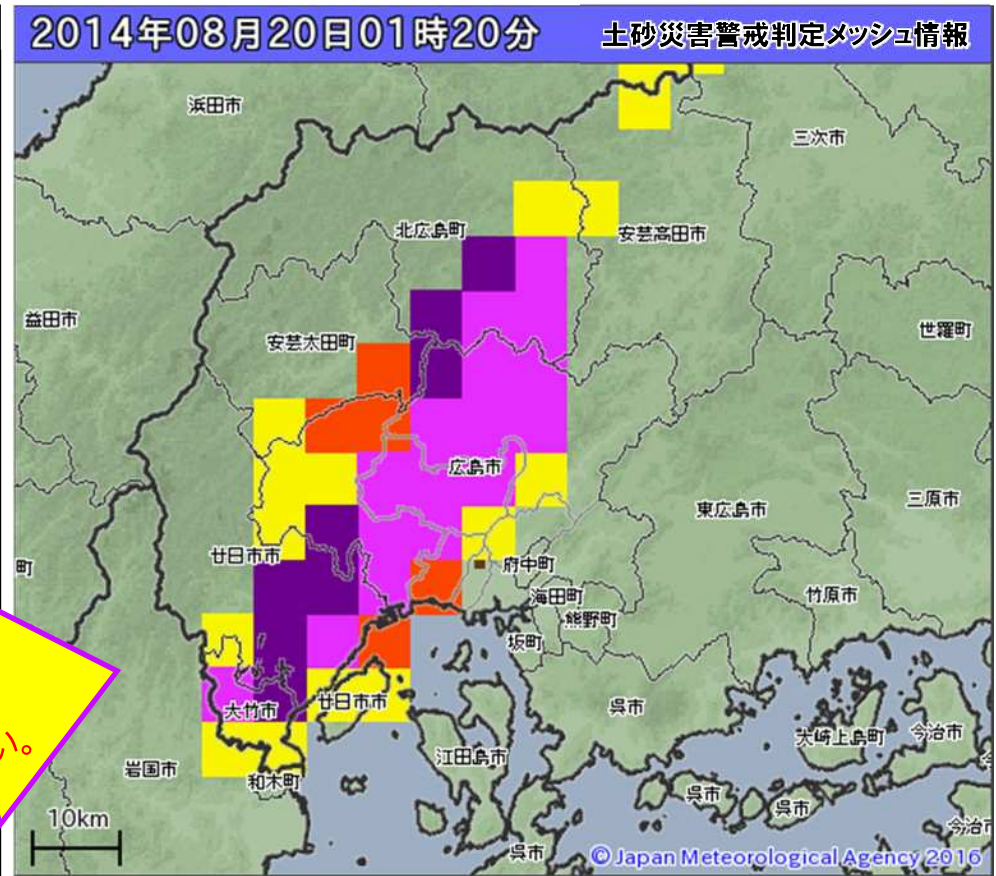 2014年08月20日01時20分
土砂災害警戒判定メッシュ情報
浜田市
三次市
北広島町
安芸高田市
益田市
世羅町
安芸太田町
広島市
三原市
東広島市
廿日市市
町
府中町
竹原市
海田町
熊野町
坂町
廿日市市
大竹市
呉市
い。
大崎上島町
今治市
江田島市
岩国市
和木町
呉市
呉市
10km
今治市
呉市
© Japan Meteorological Agency 2016